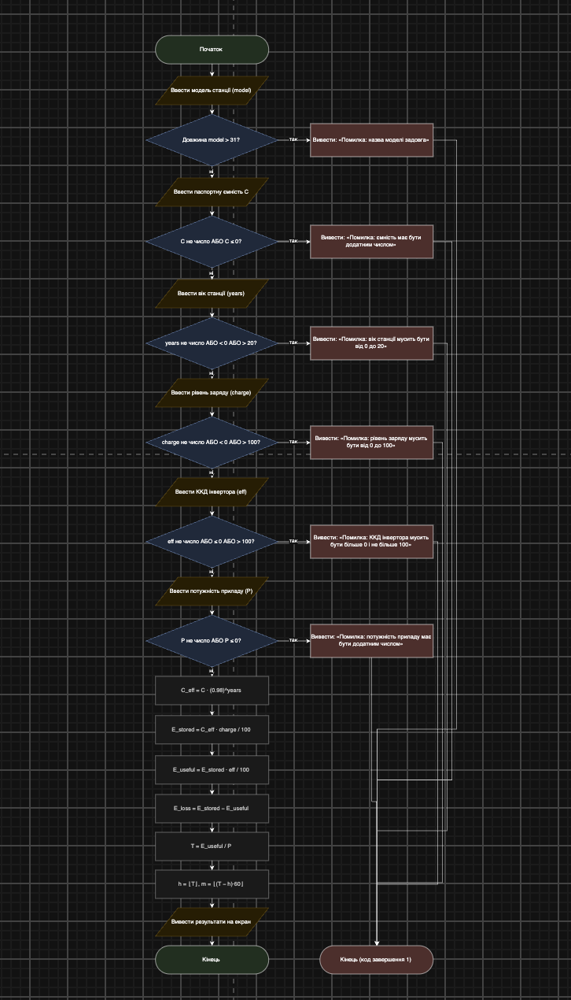 Початок
Ввести модель станції (model)
Довжина model > 31?
так
Вивести: «Помилка: назва моделі задовга»
ні
Ввести паспортну ємність C
C не число АБО C ≤ 0?
так
Вивести: «Помилка: ємність має бути
додатним числом»
ні
Ввести вік станції (years)
years не число АБО < 0 АБО > 20?
так
Вивести: «Помилка: вік станції мусить бути
від 0 до 20»
ні
Ввести рівень заряду (charge)
charge не число АБО < 0 АБО > 100?
так
Вивести: «Помилка: рівень заряду мусить
бути від 0 до 100»
ні
Ввести ККД інвертора (eff)
eff не число АБО ≤ 0 АБО > 100?
так
Вивести: «Помилка: ККД інвертора мусить
бути більше 0 і не більше 100»
ні
Ввести потужність приладу (P)
P не число АБО P ≤ 0?
так
Вивести: «Помилка: потужність приладу має
бути додатним числом»
ні
C_eff = C · (0.98)^years
E_stored = C_eff · charge / 100
E_useful = E_stored · eff / 100
E_loss = E_stored − E_useful
T = E_useful / P
h = ⌊T⌋, m = ⌊(T − h)·60⌋
Вивести результати на екран
Кінець
Кінець (код завершення 1)